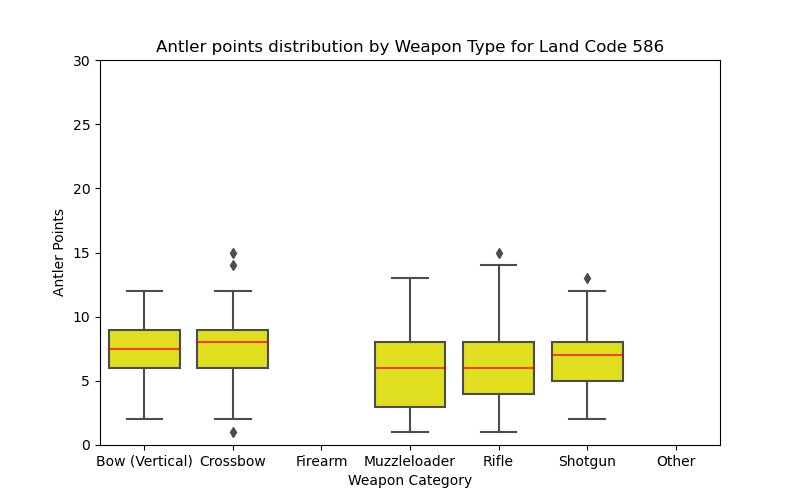 Antler points distribution by Weapon Type for Land Code 586
30
25
20
15
10
5
0
Antler Points
Bow (Vertical) Crossbow Firearm Muzzleloader Rifle Shotgun Other
Weapon Category